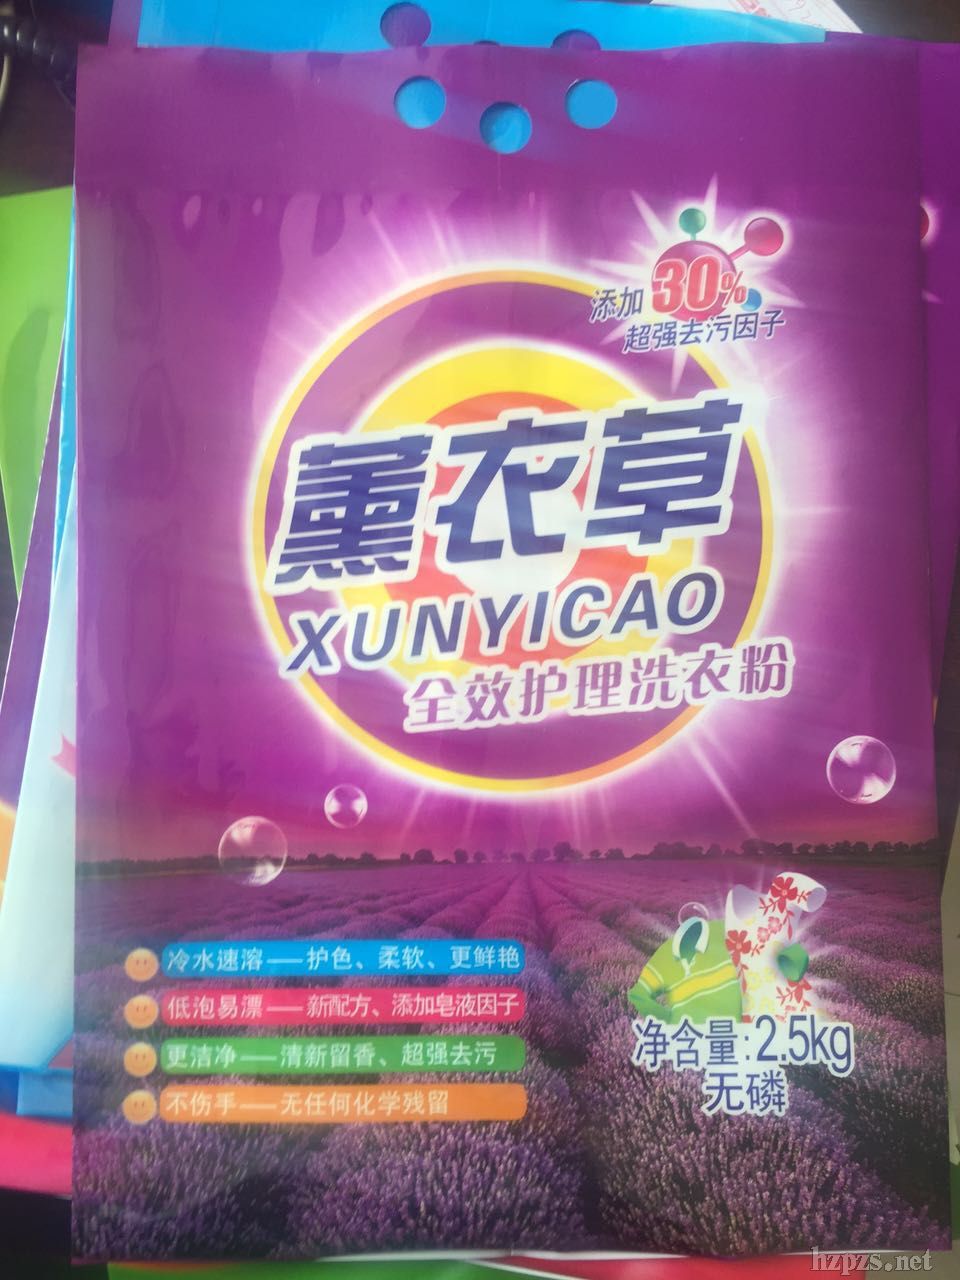 添加30%
超强去污因子
薰衣草
XUNYICAO
全效护理洗衣粉
冷水速溶——护色、柔软、更鲜艳
低泡易漂——新配方、添加皂液因子
更洁净——清新留香、超强去污
不伤手——无任何化学残留
净含量:2.5kg
无磷
hzpzs.net